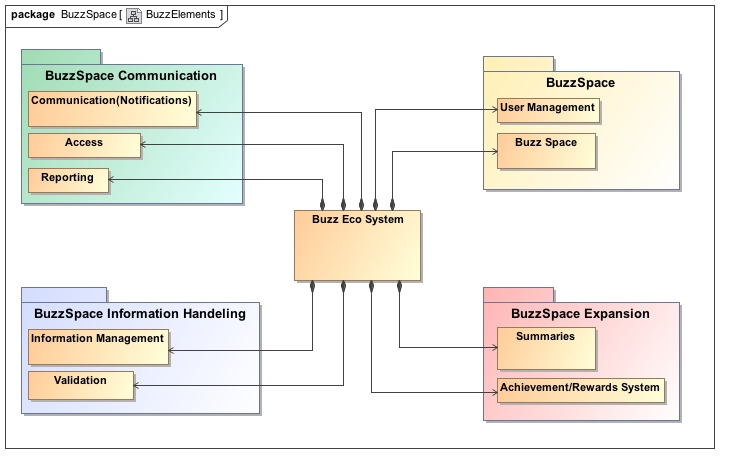 package BuzzSpace [ BuzzElements ]
BuzzSpace Communication
Communication(Notifications)
Access
Reporting
BuzzSpace
User Management
Buzz Space
Buzz Eco System
BuzzSpace Information Handeling
Information Management
Validation
BuzzSpace Expansion
Summaries
Achievement/Rewards System